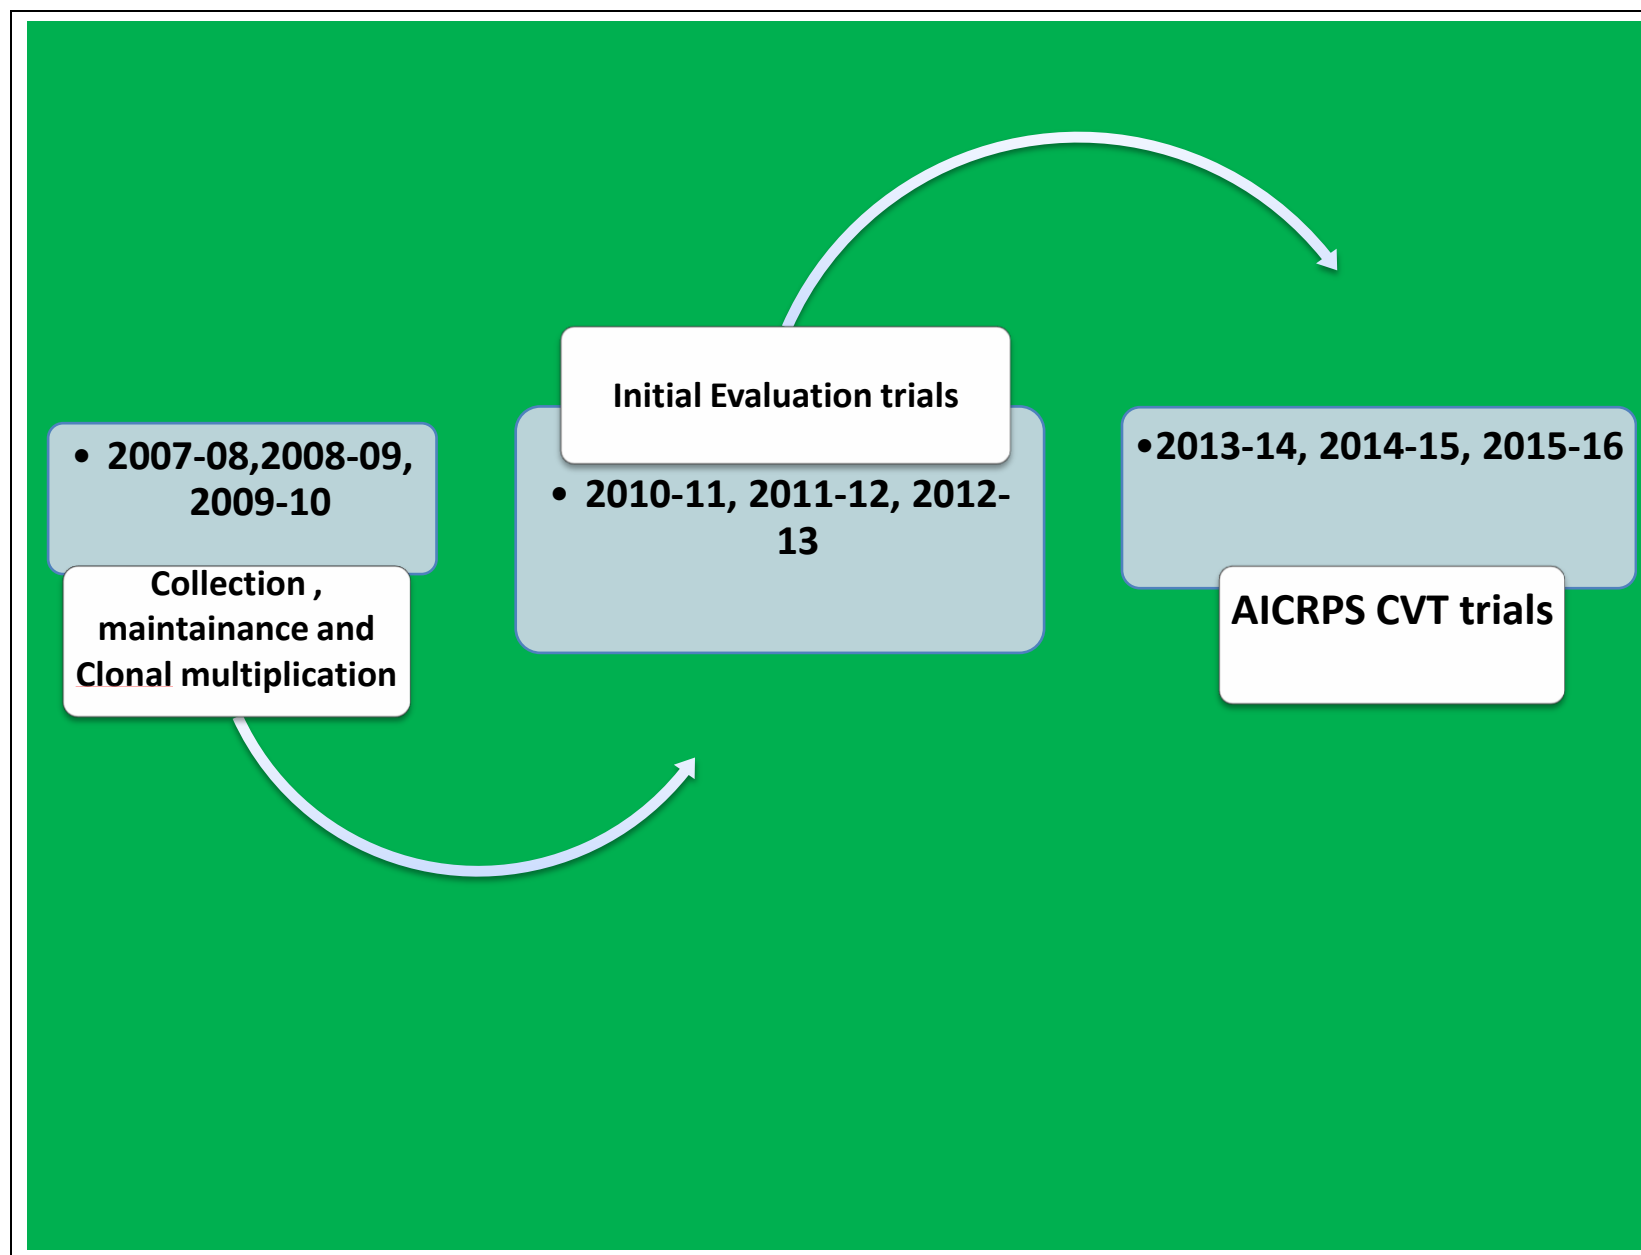 • 2007-08,2008-09,
2009-10
Collection ,
maintainance and
Clonal multiplication
Initial Evaluation trials
• 2010-11, 2011-12, 2012-
13
•2013-14, 2014-15, 2015-16
AICRPS CVT trials